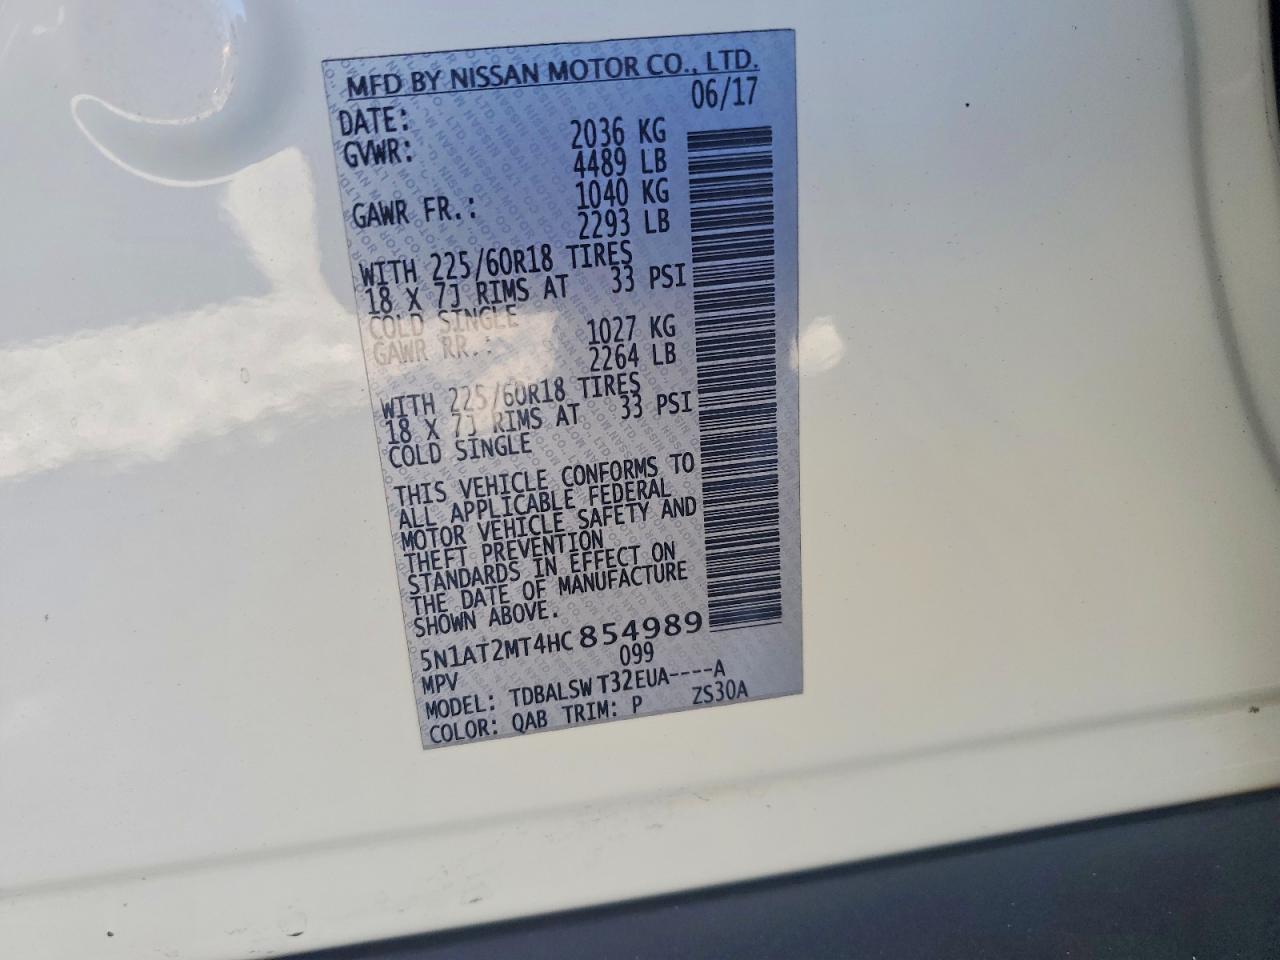 MFD BY NISSAN MOTOR CO., LTD.
DATE: 06/17
GVWR: 2036 KG
4489 LB
GAWR FR.: 1040 KG
2293 LB
WITH 225/60R18 TIRES
18 X 7J RIMS AT 33 PSI
COLD SINGLE
GAWR RR.: 1027 KG
2264 LB
WITH 225/60R18 TIRES
18 X 7J RIMS AT 33 PSI
COLD SINGLE
THIS VEHICLE CONFORMS TO
ALL APPLICABLE FEDERAL
MOTOR VEHICLE SAFETY AND
THEFT PREVENTION
STANDARDS IN EFFECT ON
THE DATE OF MANUFACTURE
SHOWN ABOVE.
5N1AT2MT4HC854989
MPV 099
MODEL: TDBALSW T32EUA----A
COLOR: QAB TRIM: P ZS30A